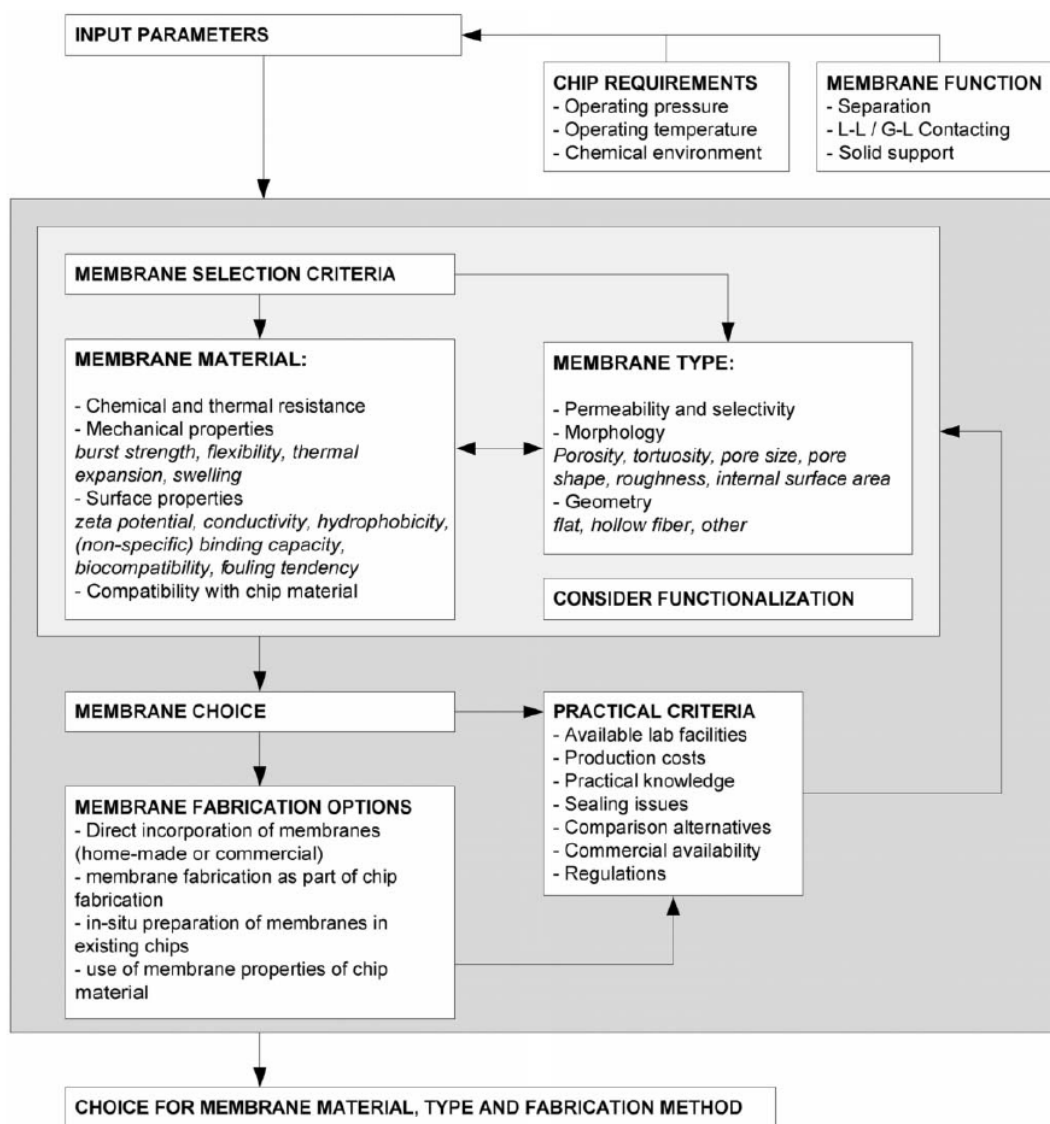 INPUT PARAMETERS
CHIP REQUIREMENTS
- Operating pressure
- Operating temperature
- Chemical environment
MEMBRANE FUNCTION
- Separation
- L-L / G-L Contacting
- Solid support
MEMBRANE SELECTION CRITERIA
MEMBRANE MATERIAL:
- Chemical and thermal resistance
- Mechanical properties
burst strength, flexibility, thermal
expansion, swelling
- Surface properties
zeta potential, conductivity, hydrophobicity,
(non-specific) binding capacity,
biocompatibility, fouling tendency
- Compatibility with chip material
MEMBRANE TYPE:
- Permeability and selectivity
- Morphology
Porosity, tortuosity, pore size, pore
shape, roughness, internal surface area
- Geometry
flat, hollow fiber, other
CONSIDER FUNCTIONALIZATION
MEMBRANE CHOICE
PRACTICAL CRITERIA
- Available lab facilities
- Production costs
- Practical knowledge
- Sealing issues
- Comparison alternatives
- Commercial availability
- Regulations
MEMBRANE FABRICATION OPTIONS
- Direct incorporation of membranes
(home-made or commercial)
- membrane fabrication as part of chip
fabrication
- in-situ preparation of membranes in
existing chips
- use of membrane properties of chip
material
CHOICE FOR MEMBRANE MATERIAL, TYPE AND FABRICATION METHOD